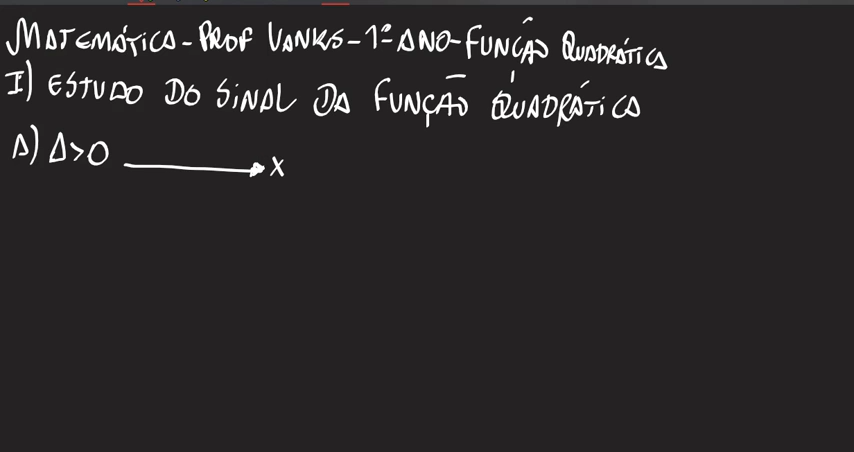 MATEMÁTICA - PROF VANKS - 1º ANO - FUNÇÃO QUADRÁTICA
I) ESTUDO DO SINAL DA FUNÇÃO QUADRÁTICA
A) Δ>0 x